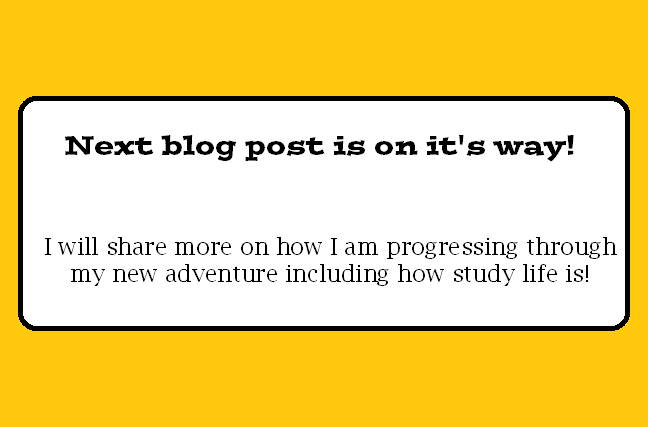 Next blog post is on it's way!
I will share more on how I am progressing through
my new adventure including how study life is!